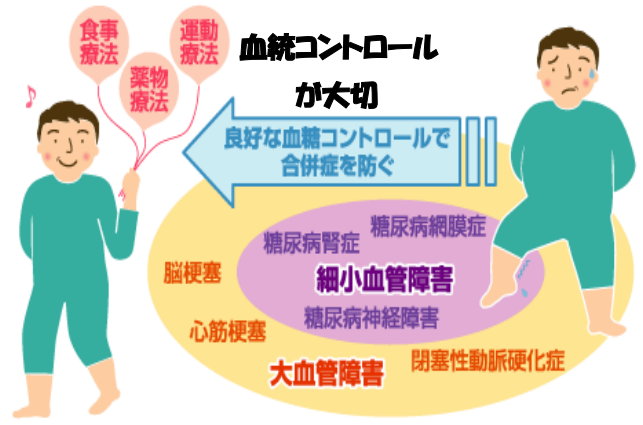 食事
療法
薬物
療法
運動
療法
血統コントロール
が大切
良好な血糖コントロールで
合併症を防ぐ
糖尿病腎症
糖尿病網膜症
細小血管障害
糖尿病神経障害
脳梗塞
心筋梗塞
大血管障害
閉塞性動脈硬化症